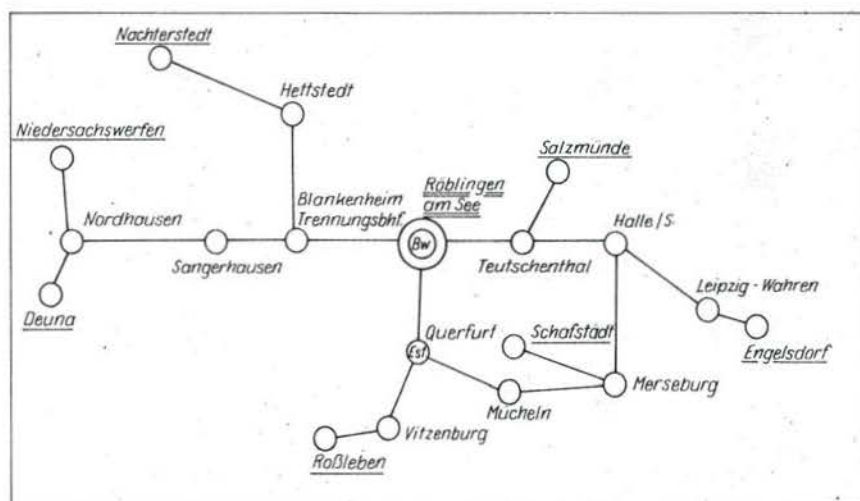 Nachterstedt
Hettstedt
Niedersachswerfen
Salzmünde
Blankenheim
Trennungsbhf.
Röblingen
am See
Nordhausen
Bw
Halle/S.
Sangerhausen
Teutschenthal
Leipzig-Wahren
Deuna
Querfurt
Est
Schafstädt
Engelsdorf
Merseburg
Mücheln
Vitzenburg
Roßleben